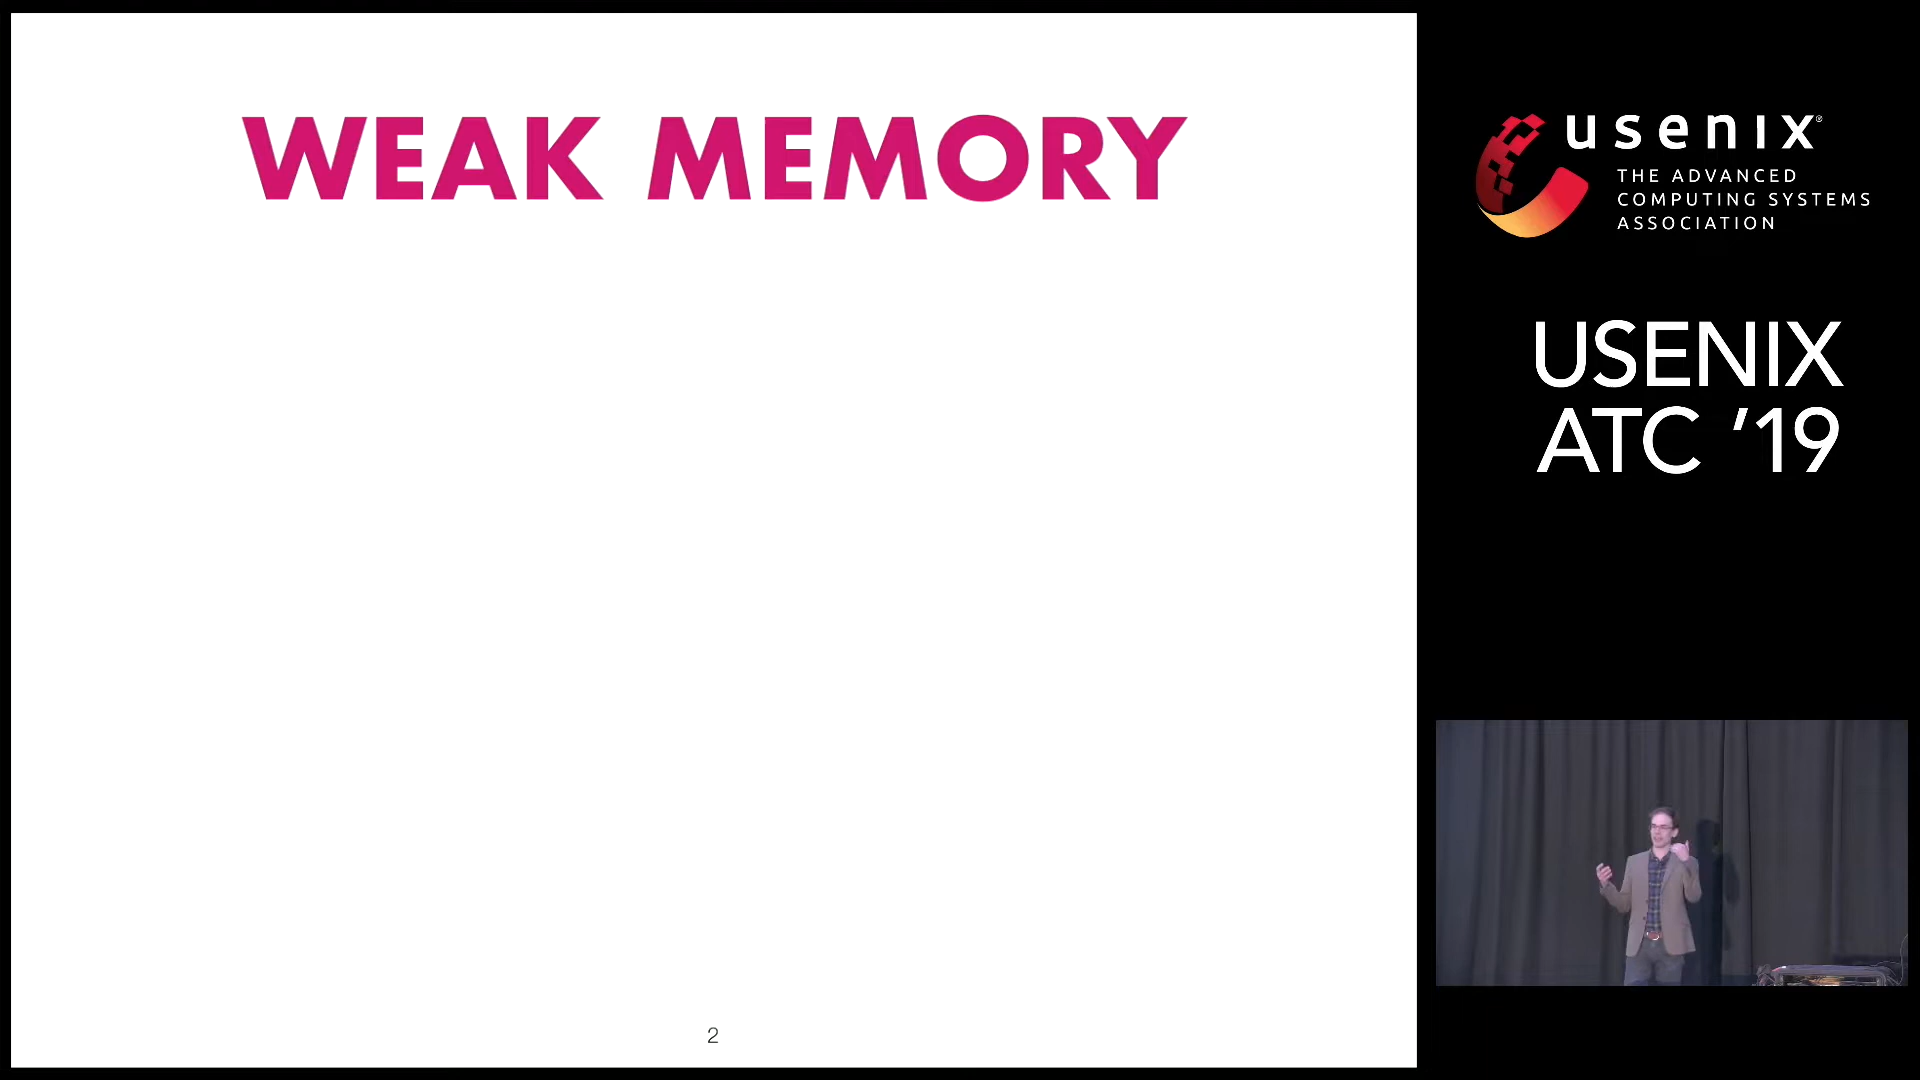 WEAK MEMORY
2
usenix®
THE ADVANCED
COMPUTING SYSTEMS
ASSOCIATION
USENIX
ATC ’19